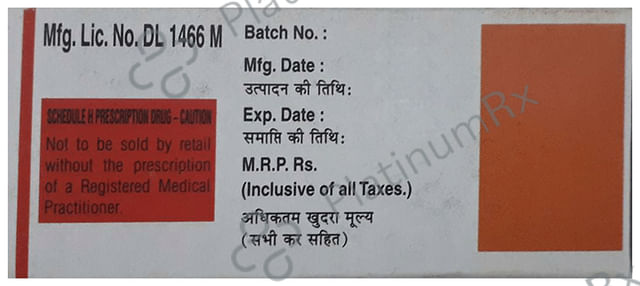 Mfg. Lic. No. DL 1466 M
SCHEDULE H PRESCRIPTION DRUG - CAUTION
Not to be sold by retail
without the prescription
of a Registered Medical
Practitioner.
Batch No. :
Mfg. Date :
उत्पादन की तिथि:
Exp. Date :
समाप्ति की तिथि:
M.R.P. Rs.
(Inclusive of all Taxes.)
अधिकतम खुदरा मूल्य
(सभी कर सहित)
PlatinumRx